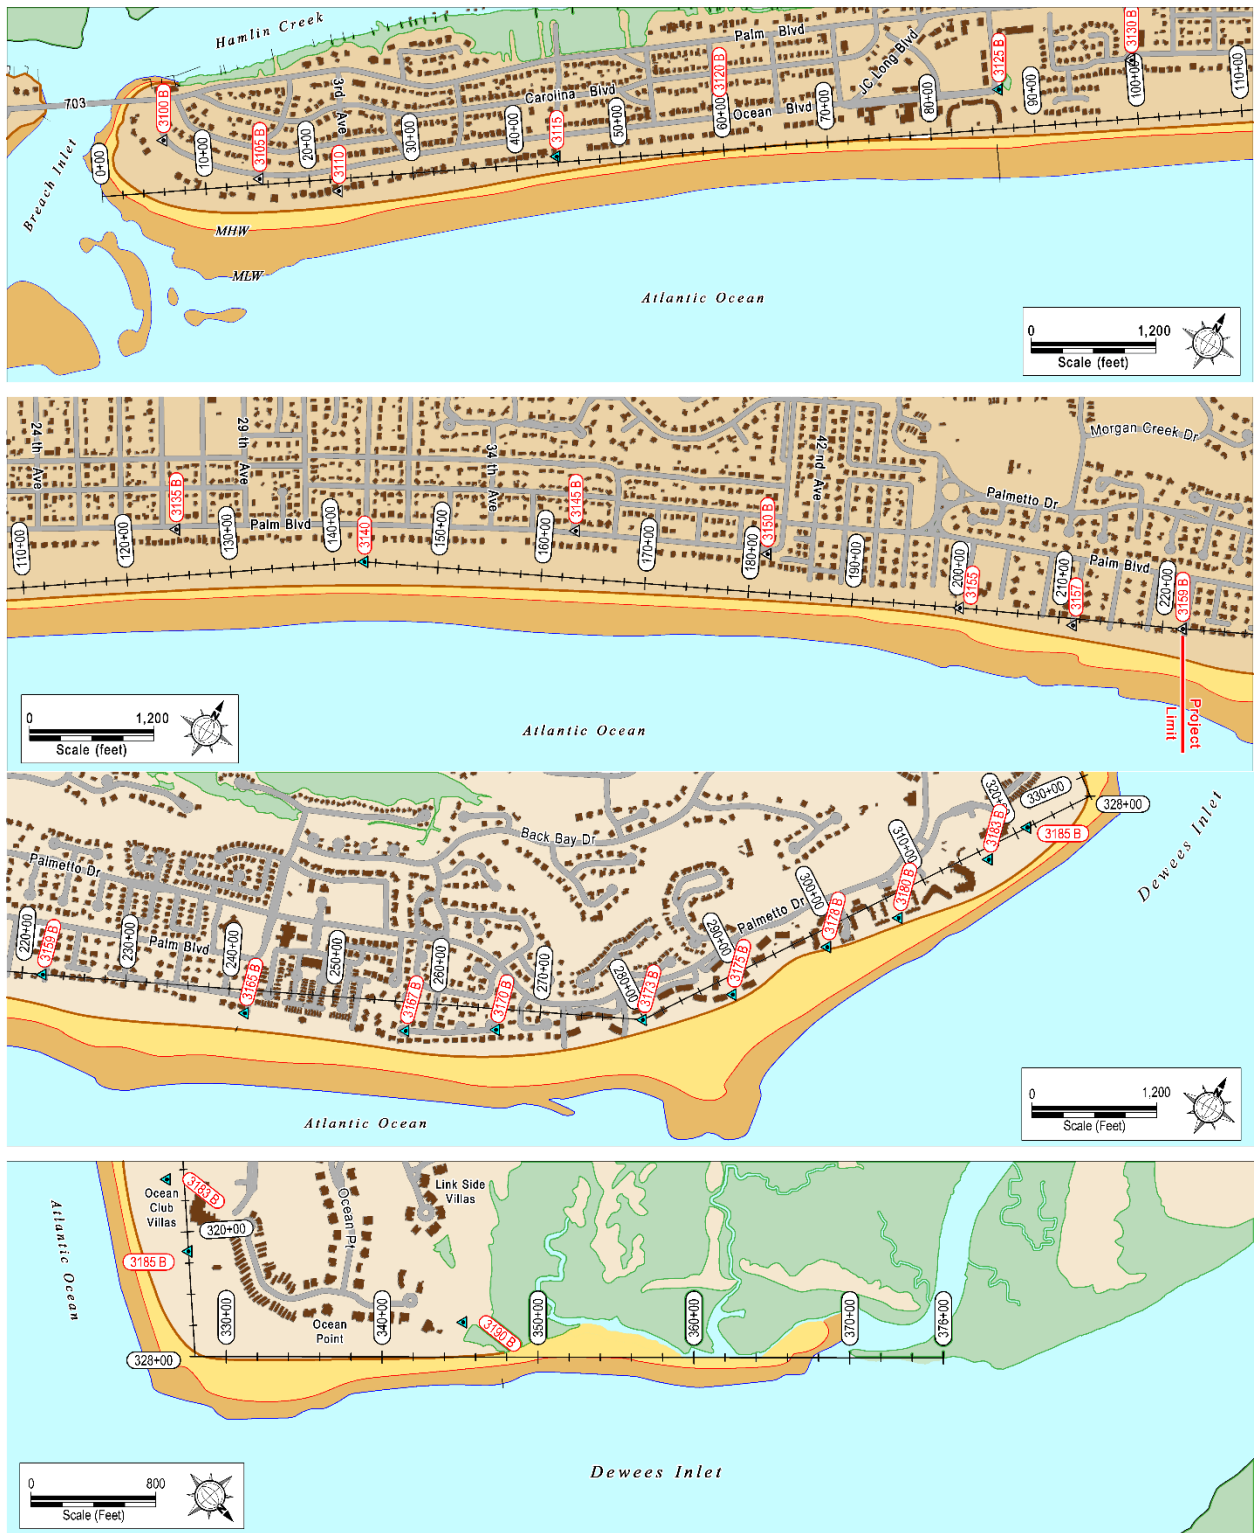 Hamlin Creek
703
Breach Inlet
3rd Ave
Carolina Blvd
Palm Blvd
Ocean Blvd
JC Long Blvd
0+00
3100 B
10+00
3105 B
20+00
3110
30+00
40+00
3115
50+00
60+00
3120 B
70+00
80+00
3125 B
90+00
100+00
3130 B
110+00
MHW
MLW
Atlantic Ocean
0 1,200
Scale (feet)
N
24 th Ave
29 th Ave
34 th Ave
42 nd Ave
Morgan Creek Dr
Palmetto Dr
Palm Blvd
Palm Blvd
110+00
120+00
3135 B
130+00
140+00
3140
150+00
160+00
3145 B
170+00
180+00
3150 B
190+00
200+00
3155
210+00
3157
220+00
3159 B
Project
Limit
Atlantic Ocean
0 1,200
Scale (feet)
N
Palmetto Dr
Palm Blvd
Back Bay Dr
Palmetto Dr
220+00
3159 B
230+00
240+00
3165 B
250+00
3167 B
260+00
3170 B
270+00
280+00
3173 B
290+00
3175 B
300+00
3178 B
310+00
3180 B
320+
3183 B
330+00
328+00
3185 B
Dewees Inlet
Atlantic Ocean
0 1,200
Scale (Feet)
N
Atlantic Ocean
Ocean
Club
Villas
3183 B
320+00
3185 B
Ocean Pt
Link Side
Villas
Ocean
Point
328+00
330+00
340+00
3190 B
350+00
360+00
370+00
376+00
Dewees Inlet
0 800
Scale (Feet)
N